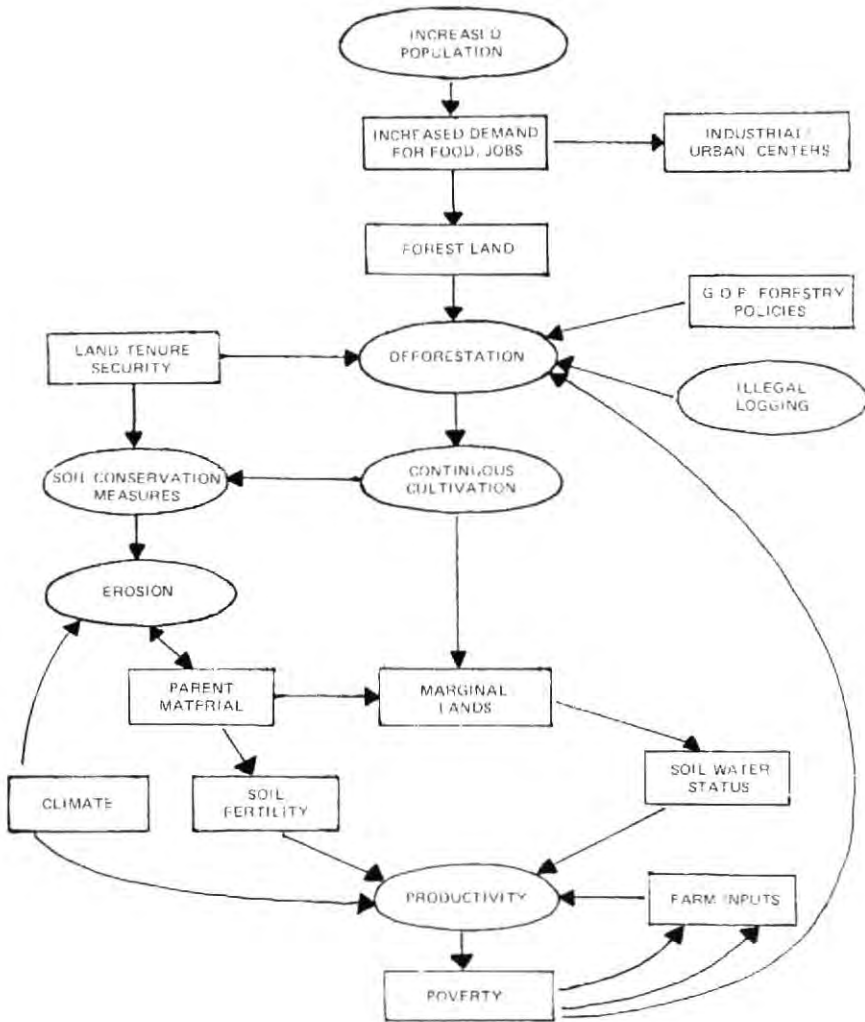 INCREASED
POPULATION
INCREASED DEMAND
FOR FOOD, JOBS
INDUSTRIAL/
URBAN CENTERS
FOREST LAND
G.O.P. FORESTRY
POLICIES
LAND TENURE
SECURITY
DEFORESTATION
ILLEGAL
LOGGING
SOIL CONSERVATION
MEASURES
CONTINUOUS
CULTIVATION
EROSION
PARENT
MATERIAL
MARGINAL
LANDS
SOIL WATER
STATUS
CLIMATE
SOIL
FERTILITY
PRODUCTIVITY
FARM INPUTS
POVERTY